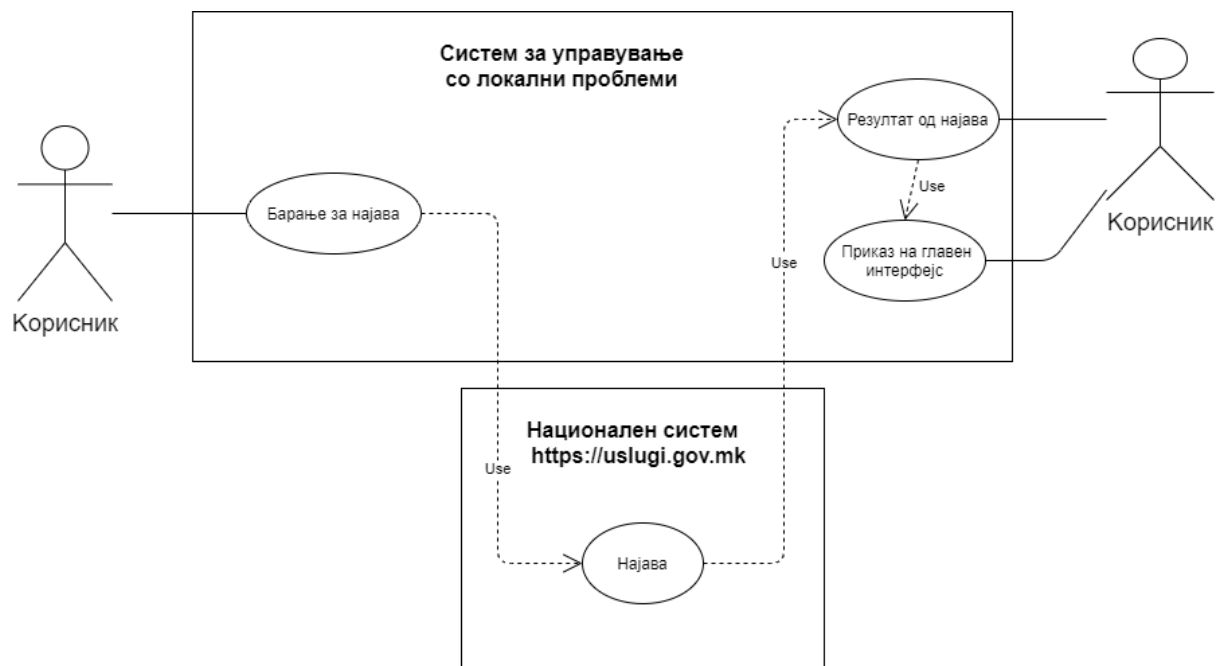 Систем за управување
со локални проблеми
Резултат од најава
Use
Барање за најава
Приказ на главен
интерфејс
Use
Корисник
Корисник
Национален систем
https://uslugi.gov.mk
Use
Најава